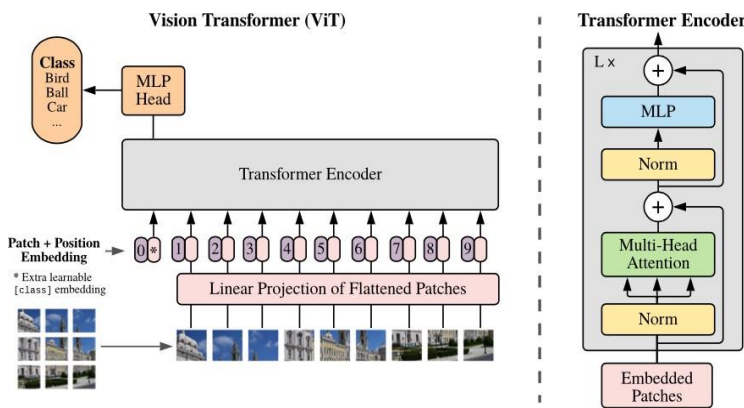 Vision Transformer (ViT)
Class
Bird
Ball
Car
...
MLP
Head
Transformer Encoder
Patch + Position
Embedding
* Extra learnable
[class] embedding
0 * 1 2 3 4 5 6 7 8 9
Linear Projection of Flattened Patches
Transformer Encoder
L ×
+
MLP
Norm
+
Multi-Head
Attention
Norm
Embedded
Patches